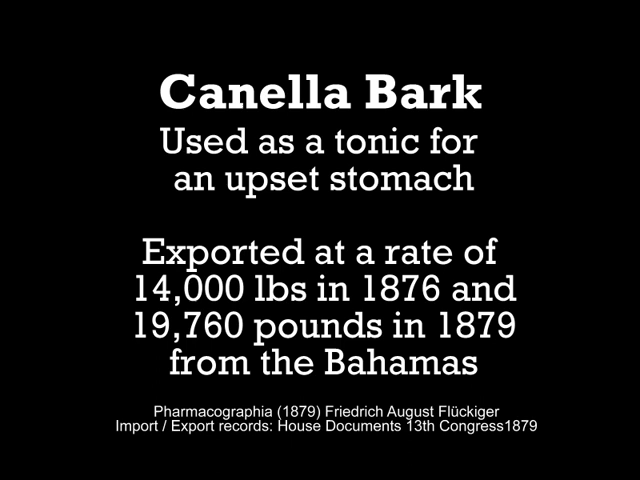 Canella Bark
Used as a tonic for
an upset stomach
Exported at a rate of
14,000 lbs in 1876 and
19,760 pounds in 1879
from the Bahamas
Pharmacographia (1879) Friedrich August Flückiger
Import / Export records: House Documents 13th Congress1879